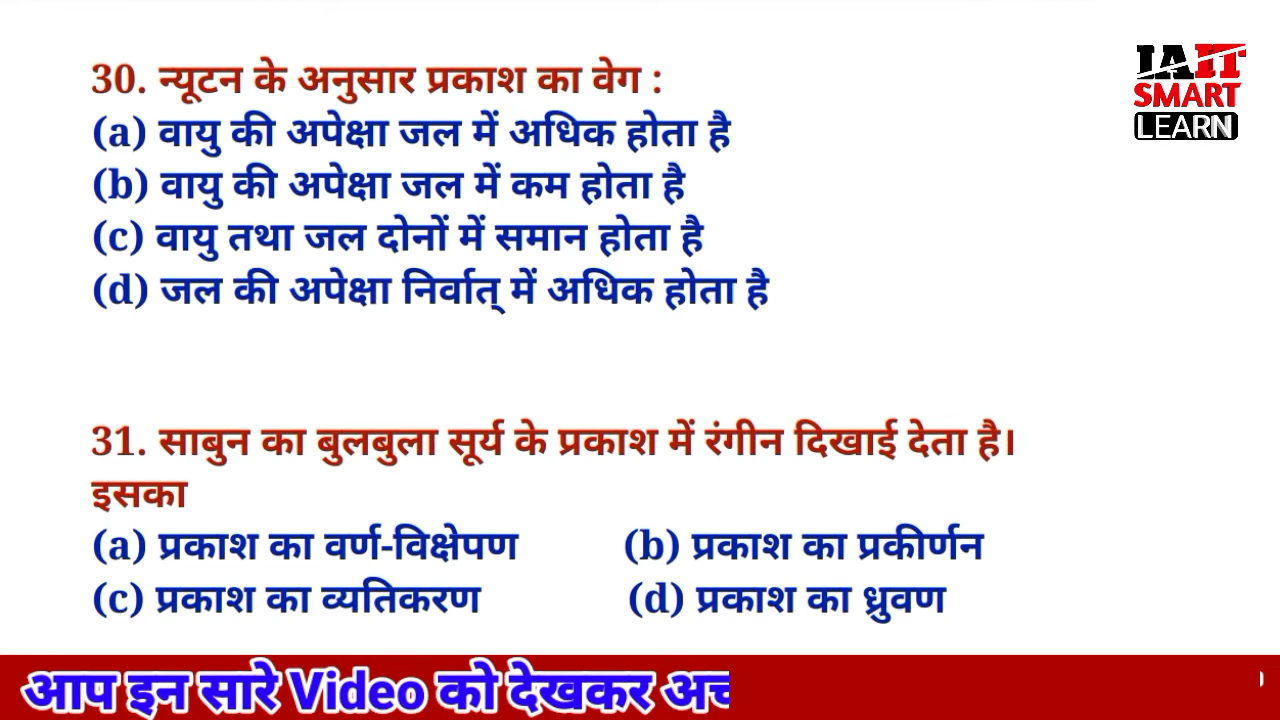 30. न्यूटन के अनुसार प्रकाश का वेग :
(a) वायु की अपेक्षा जल में अधिक होता है
(b) वायु की अपेक्षा जल में कम होता है
(c) वायु तथा जल दोनों में समान होता है
(d) जल की अपेक्षा निर्वात् में अधिक होता है
IAIT
SMART
LEARN
31. साबुन का बुलबुला सूर्य के प्रकाश में रंगीन दिखाई देता है।
इसका
(a) प्रकाश का वर्ण-विक्षेपण (b) प्रकाश का प्रकीर्णन
(c) प्रकाश का व्यतिकरण (d) प्रकाश का ध्रुवण
आप इन सारे Video को देखकर